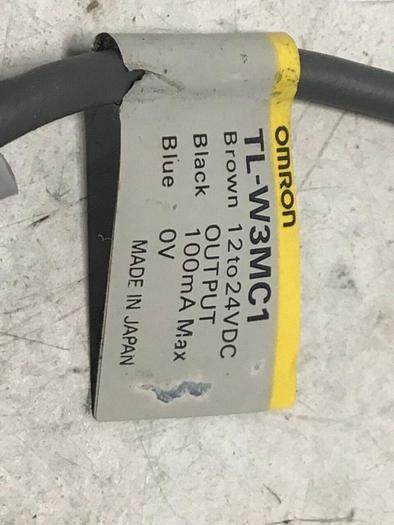 OMRON
TL-W3MC1
Brown 12 to 24VDC
Black OUTPUT
100mA Max
Blue 0V
MADE IN JAPAN